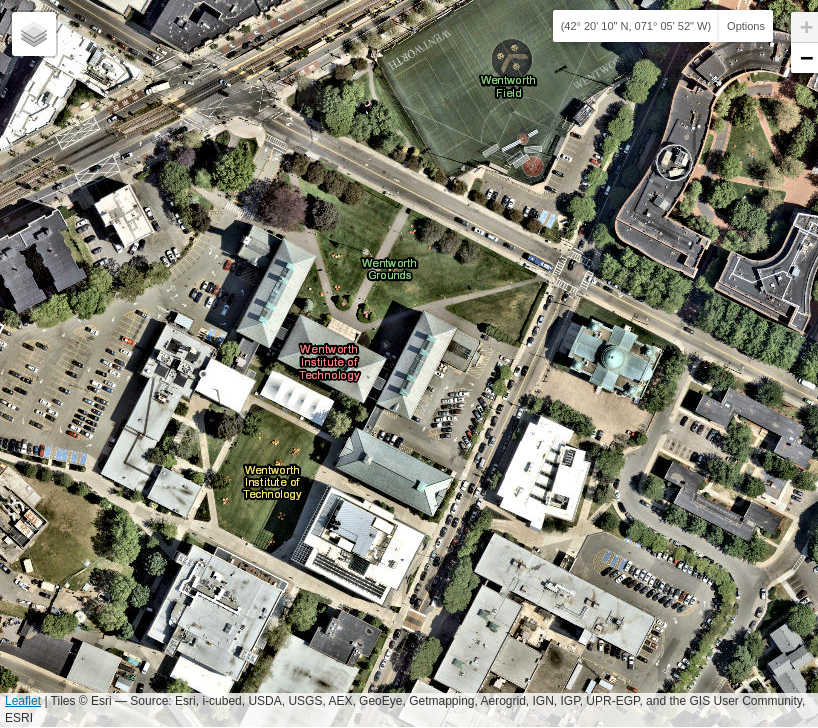 (42° 20' 10" N, 071° 05' 52" W)
Options
+
−
WENTWORTH
WENTWORTH
Wentworth
Field
Wentworth
Grounds
Wentworth
Institute of
Technology
Wentworth
Institute of
Technology
Leaflet | Tiles © Esri — Source: Esri, i-cubed, USDA, USGS, AEX, GeoEye, Getmapping, Aerogrid, IGN, IGP, UPR-EGP, and the GIS User Community,
ESRI